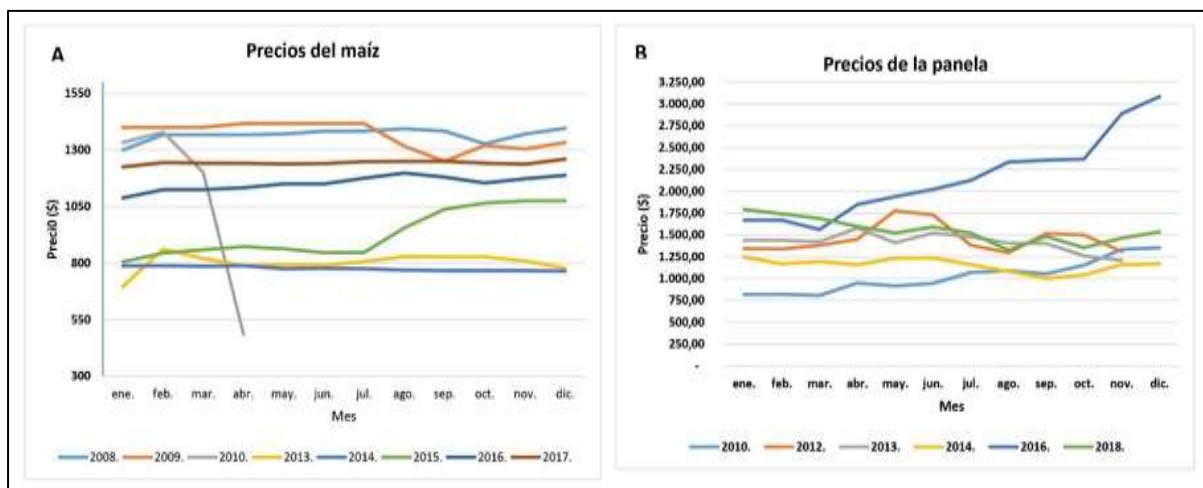 A
Precios del maíz
Preci0 ($)
1550
1300
1050
800
550
300
ene. feb. mar. abr. may. jun. jul. ago. sep. oct. nov. dic.
Mes
2008. 2009. 2010. 2013. 2014. 2015. 2016. 2017.
B
Precios de la panela
Precio ($)
3.250,00
3.000,00
2.750,00
2.500,00
2.250,00
2.000,00
1.750,00
1.500,00
1.250,00
1.000,00
750,00
500,00
250,00
-
ene. feb. mar. abr. may. jun. jul. ago. sep. oct. nov. dic.
Mes
2010. 2012. 2013. 2014. 2016. 2018.